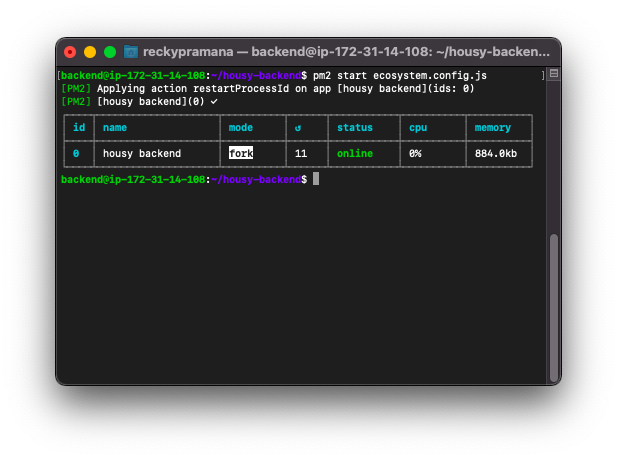 reckypramana — backend@ip-172-31-14-108: ~/housy-backen...
[backend@ip-172-31-14-108:~/housy-backend$ pm2 start ecosystem.config.js ]
[PM2] Applying action restartProcessId on app [housy backend](ids: 0)
[PM2] [housy backend](0) ✓
id name mode ↺ status cpu memory
0 housy backend fork 11 online 0% 884.0kb
backend@ip-172-31-14-108:~/housy-backend$